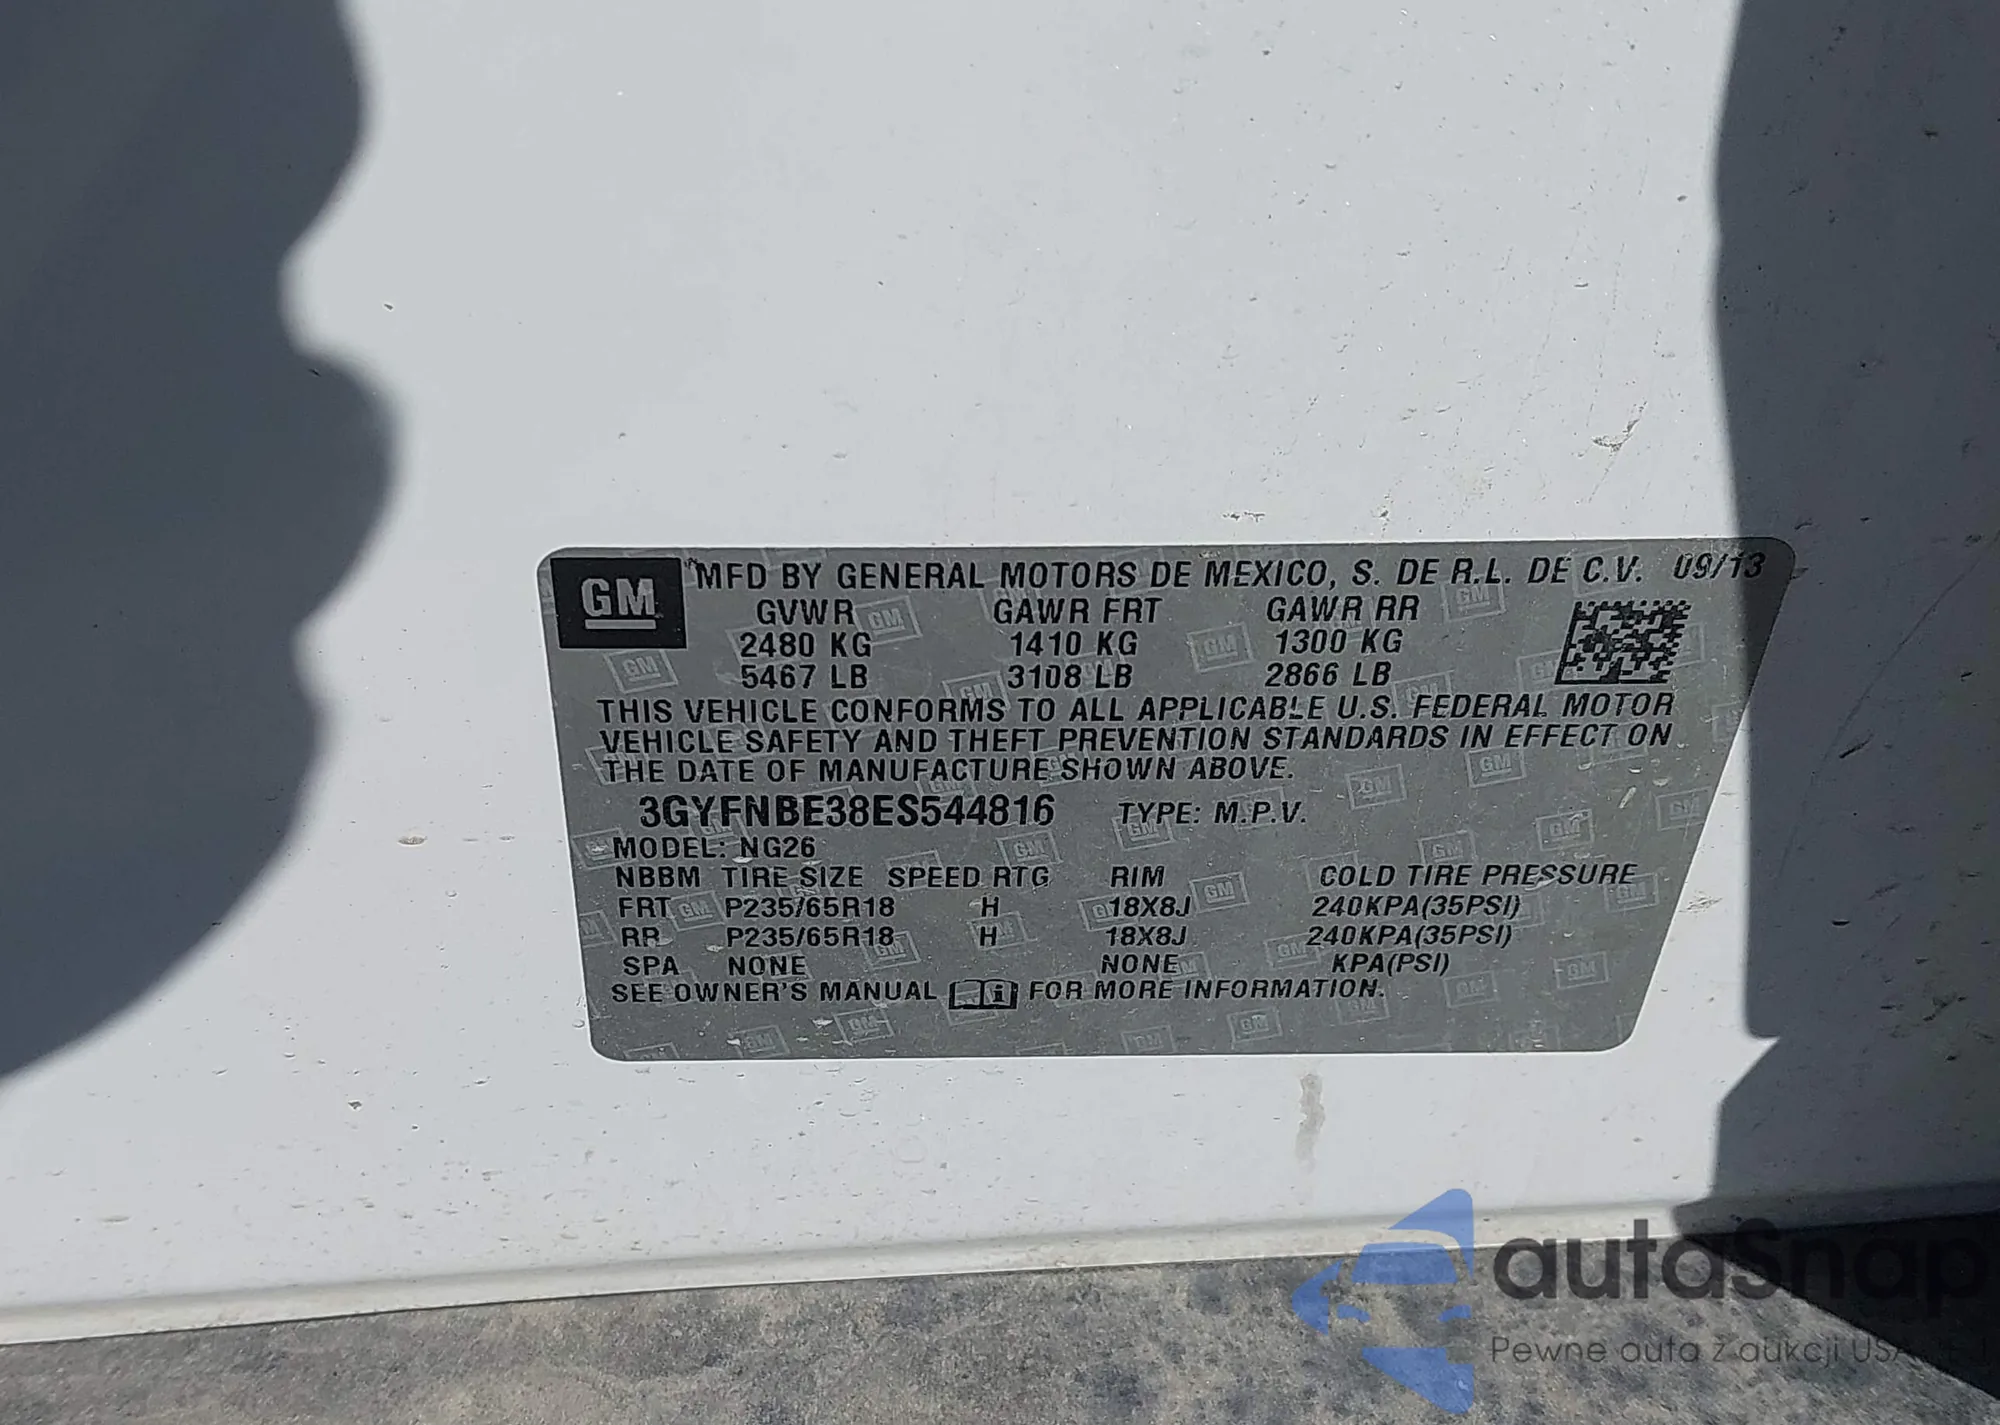 GM
MFD BY GENERAL MOTORS DE MEXICO, S. DE R.L. DE C.V. 09/13
GVWR GAWR FRT GAWR RR
2480 KG 1410 KG 1300 KG
5467 LB 3108 LB 2866 LB
THIS VEHICLE CONFORMS TO ALL APPLICABLE U.S. FEDERAL MOTOR
VEHICLE SAFETY AND THEFT PREVENTION STANDARDS IN EFFECT ON
THE DATE OF MANUFACTURE SHOWN ABOVE.
3GYFNBE38ES544816 TYPE: M.P.V.
MODEL: NG26
NBBM TIRE SIZE SPEED RTG RIM COLD TIRE PRESSURE
FRT P235/65R18 H 18X8J 240KPA(35PSI)
RR P235/65R18 H 18X8J 240KPA(35PSI)
SPA NONE NONE KPA(PSI)
SEE OWNER'S MANUAL FOR MORE INFORMATION.
autoSnap
Pewne auta z aukcji USA